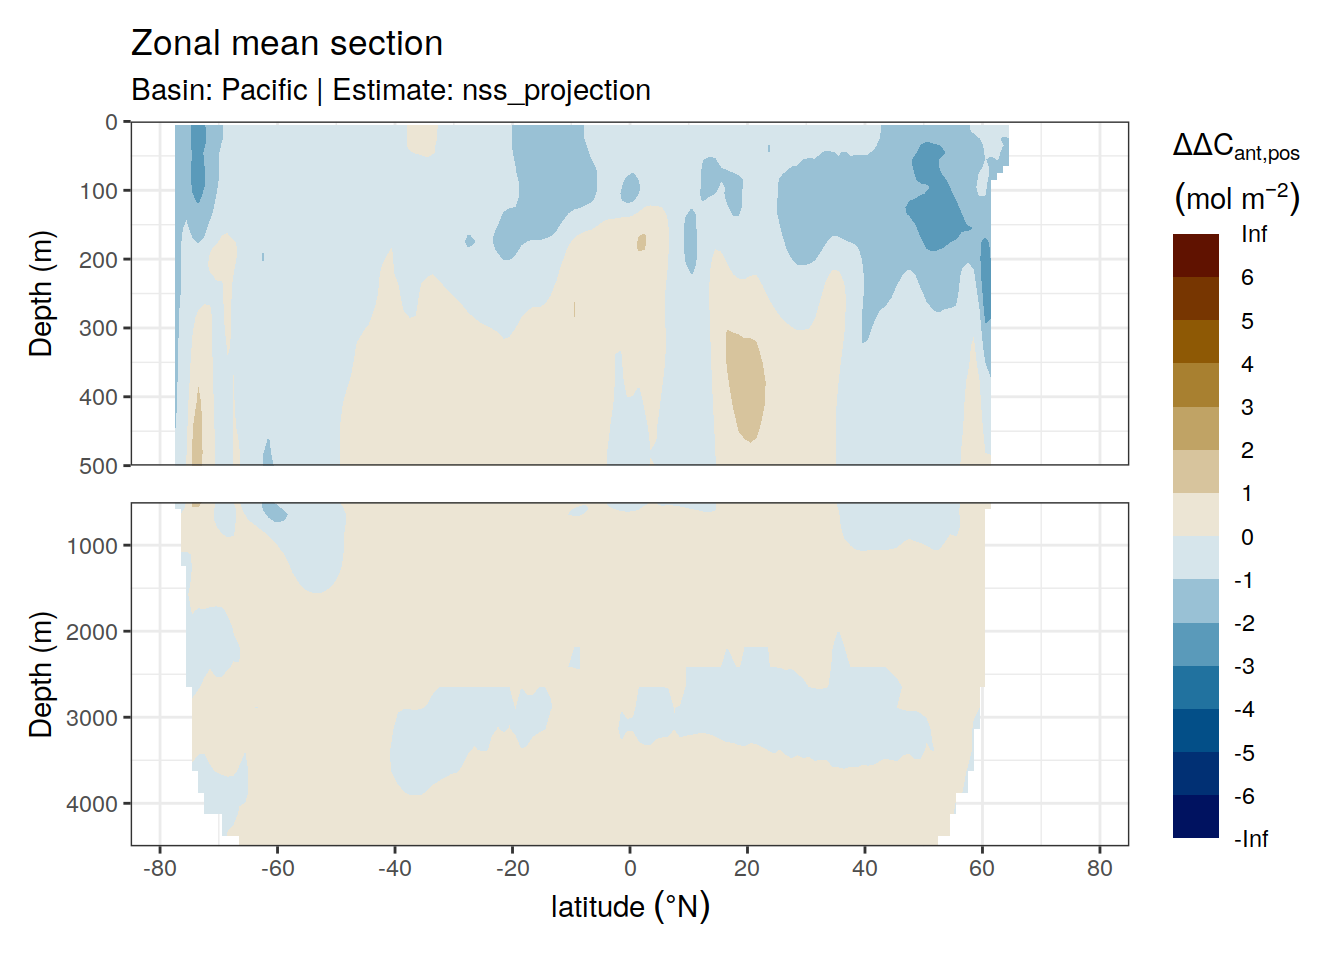 Zonal mean section
Basin: Pacific | Estimate: nss_projection
0
100
200
300
400
500
Depth (m)
1000
2000
3000
4000
Depth (m)
-80 -60 -40 -20 0 20 40 60 80
latitude (°N)
ΔΔCant,pos
(mol m−2)
Inf
6
5
4
3
2
1
0
-1
-2
-3
-4
-5
-6
-Inf